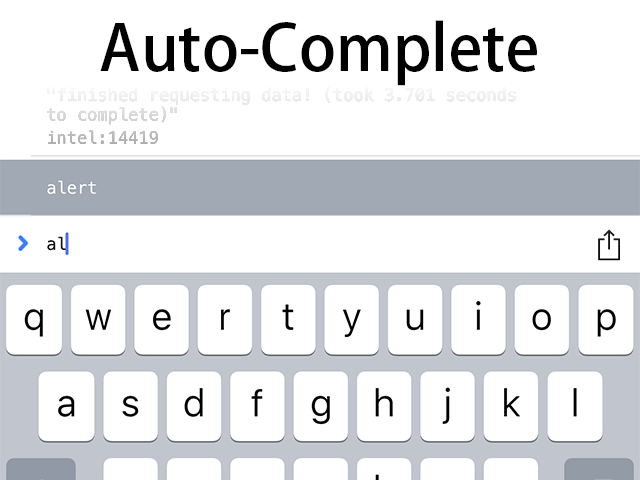 Auto-Complete
"finished requesting data! (took 3.701 seconds
to complete)"
intel:14419
alert
al
q w e r t y u i o p
a s d f g h j k l